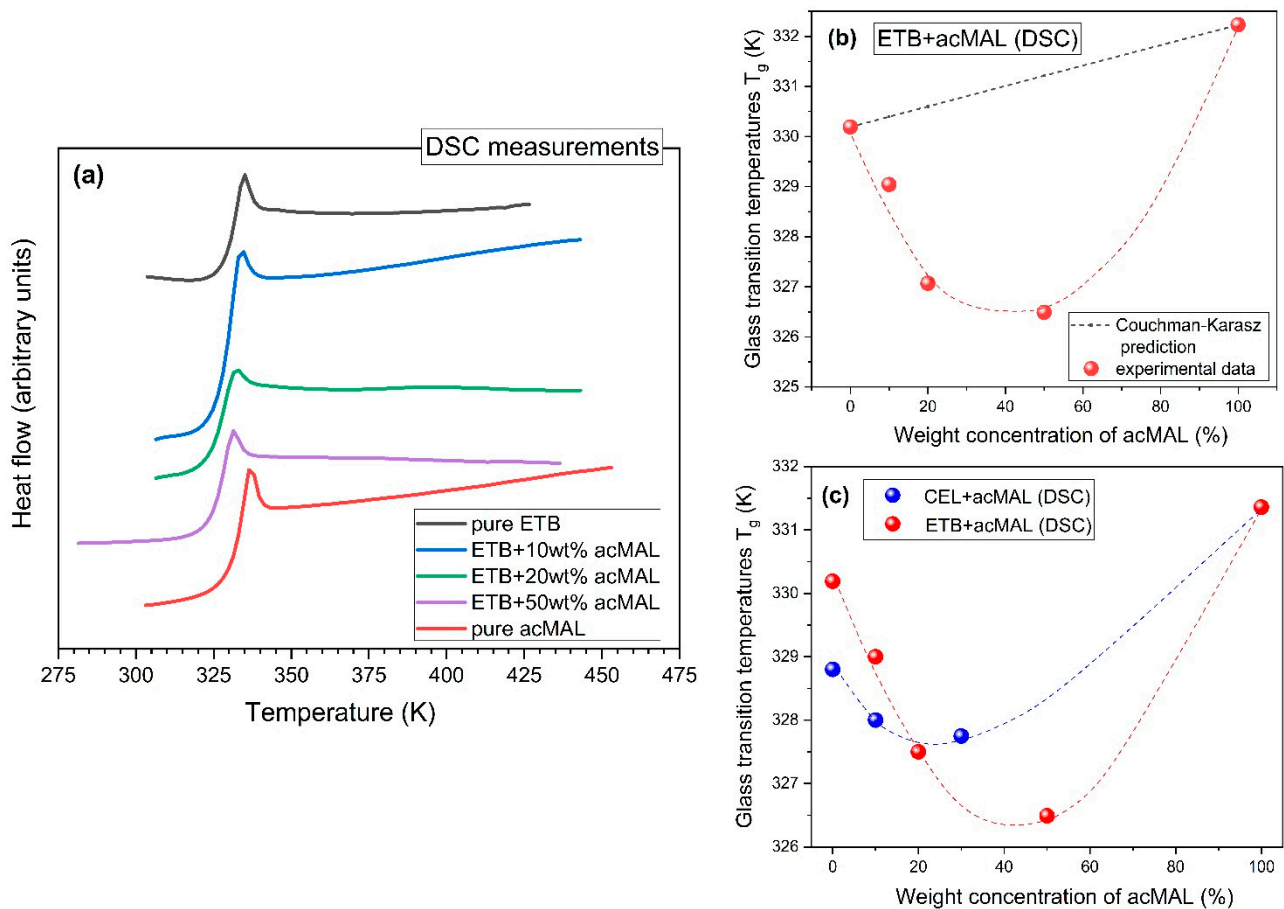 (a)
DSC measurements
Heat flow (arbitrary units)
pure ETB
ETB+10wt% acMAL
ETB+20wt% acMAL
ETB+50wt% acMAL
pure acMAL
275 300 325 350 375 400 425 450 475
Temperature (K)
(b)
ETB+acMAL (DSC)
Glass transition temperatures T_g (K)
332
331
330
329
328
327
326
325
Couchman-Karasz
prediction
experimental data
0 20 40 60 80 100
Weight concentration of acMAL (%)
(c)
CEL+acMAL (DSC)
ETB+acMAL (DSC)
Glass transition temperatures T_g (K)
332
331
330
329
328
327
326
0 20 40 60 80 100
Weight concentration of acMAL (%)